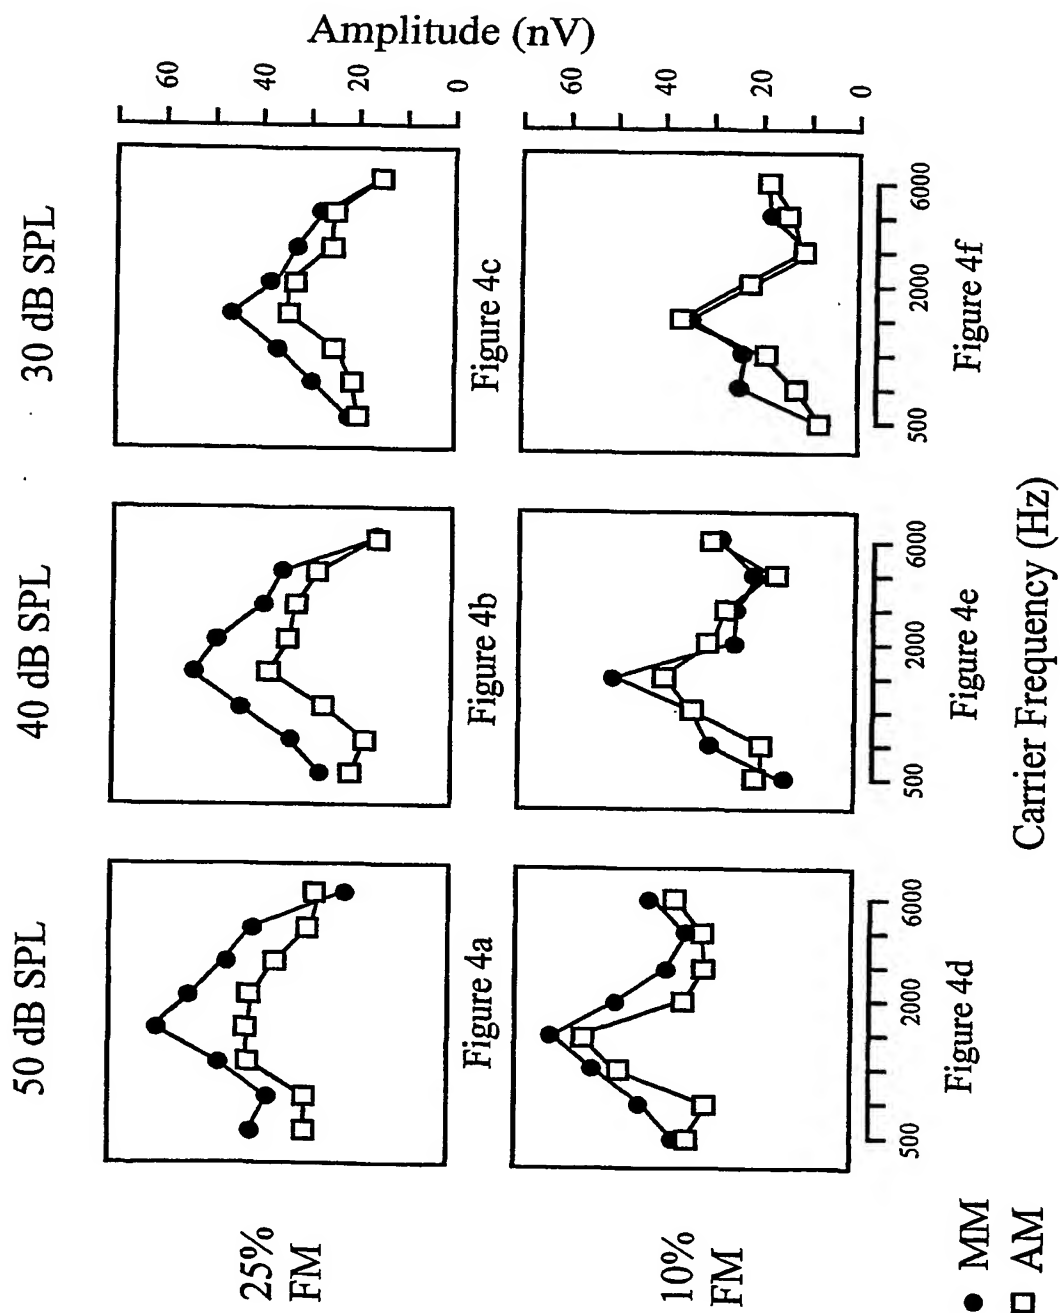 50 dB SPL
40 dB SPL
30 dB SPL
25%
FM
60
40
20
0
Amplitude (nV)
Figure 4a
Figure 4b
Figure 4c
10%
FM
60
40
20
0
500
2000
6000
500
2000
6000
500
2000
6000
Figure 4d
Figure 4e
Figure 4f
MM
AM
Carrier Frequency (Hz)